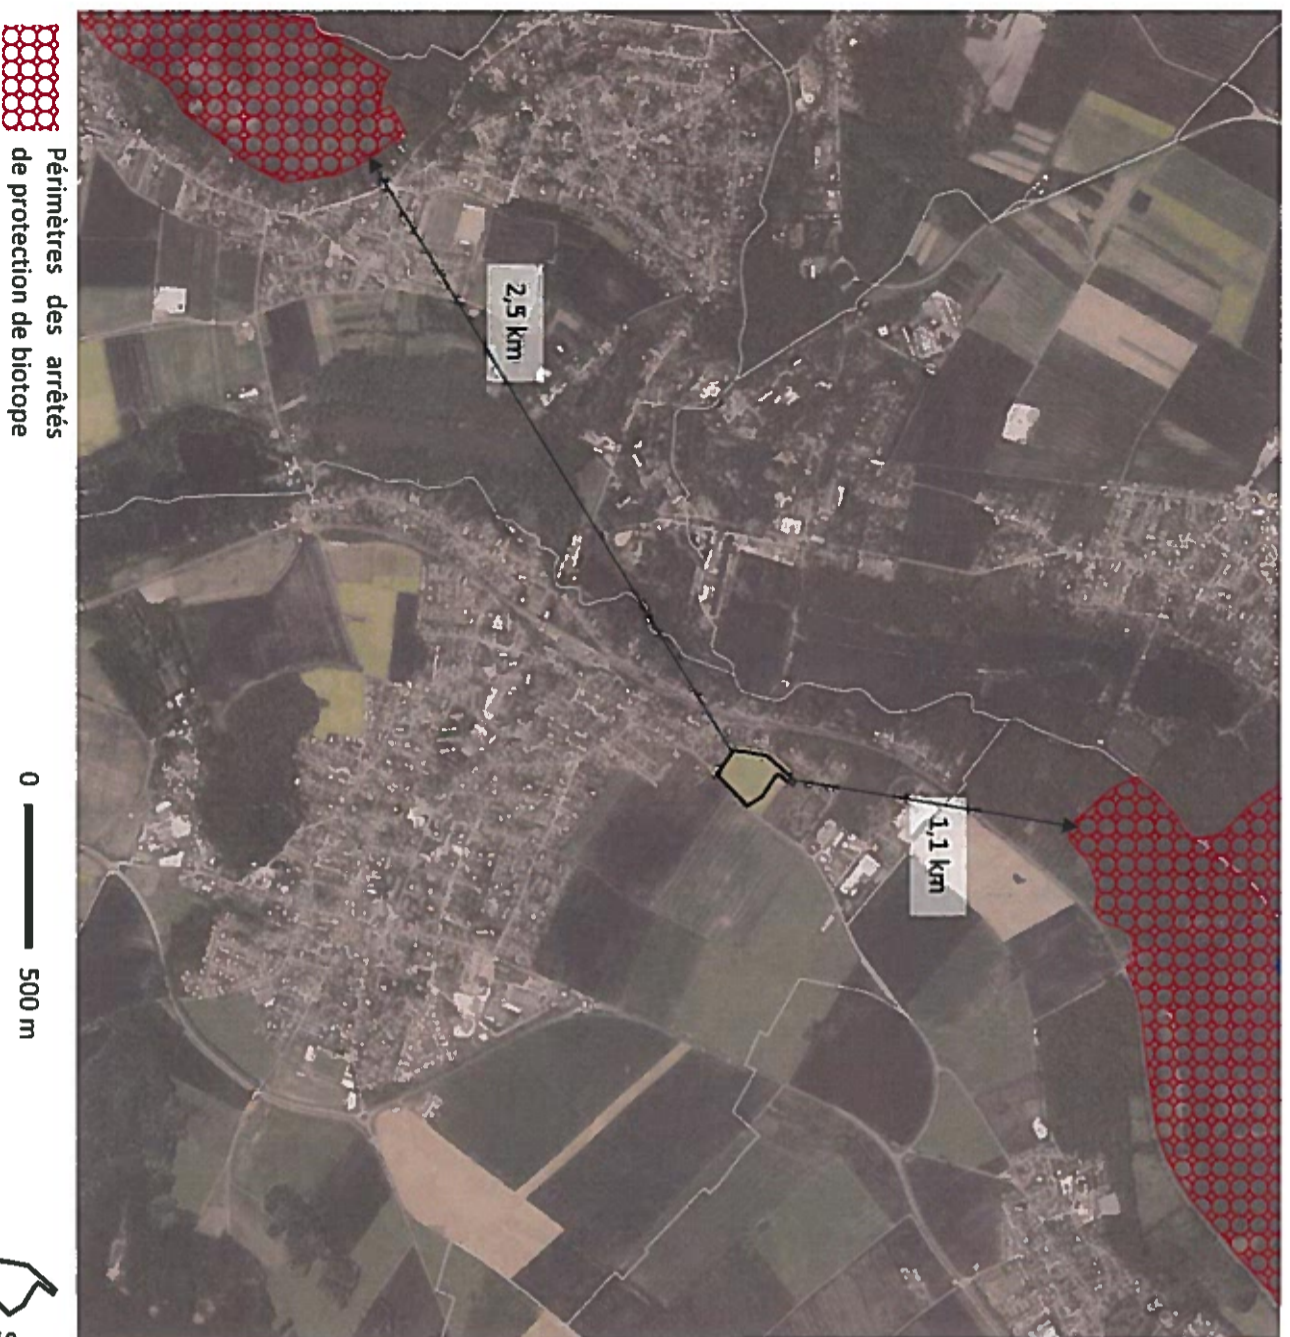 2,5 km
1,1 km
Périmètres des arrêtés
de protection de biotope
0 500 m